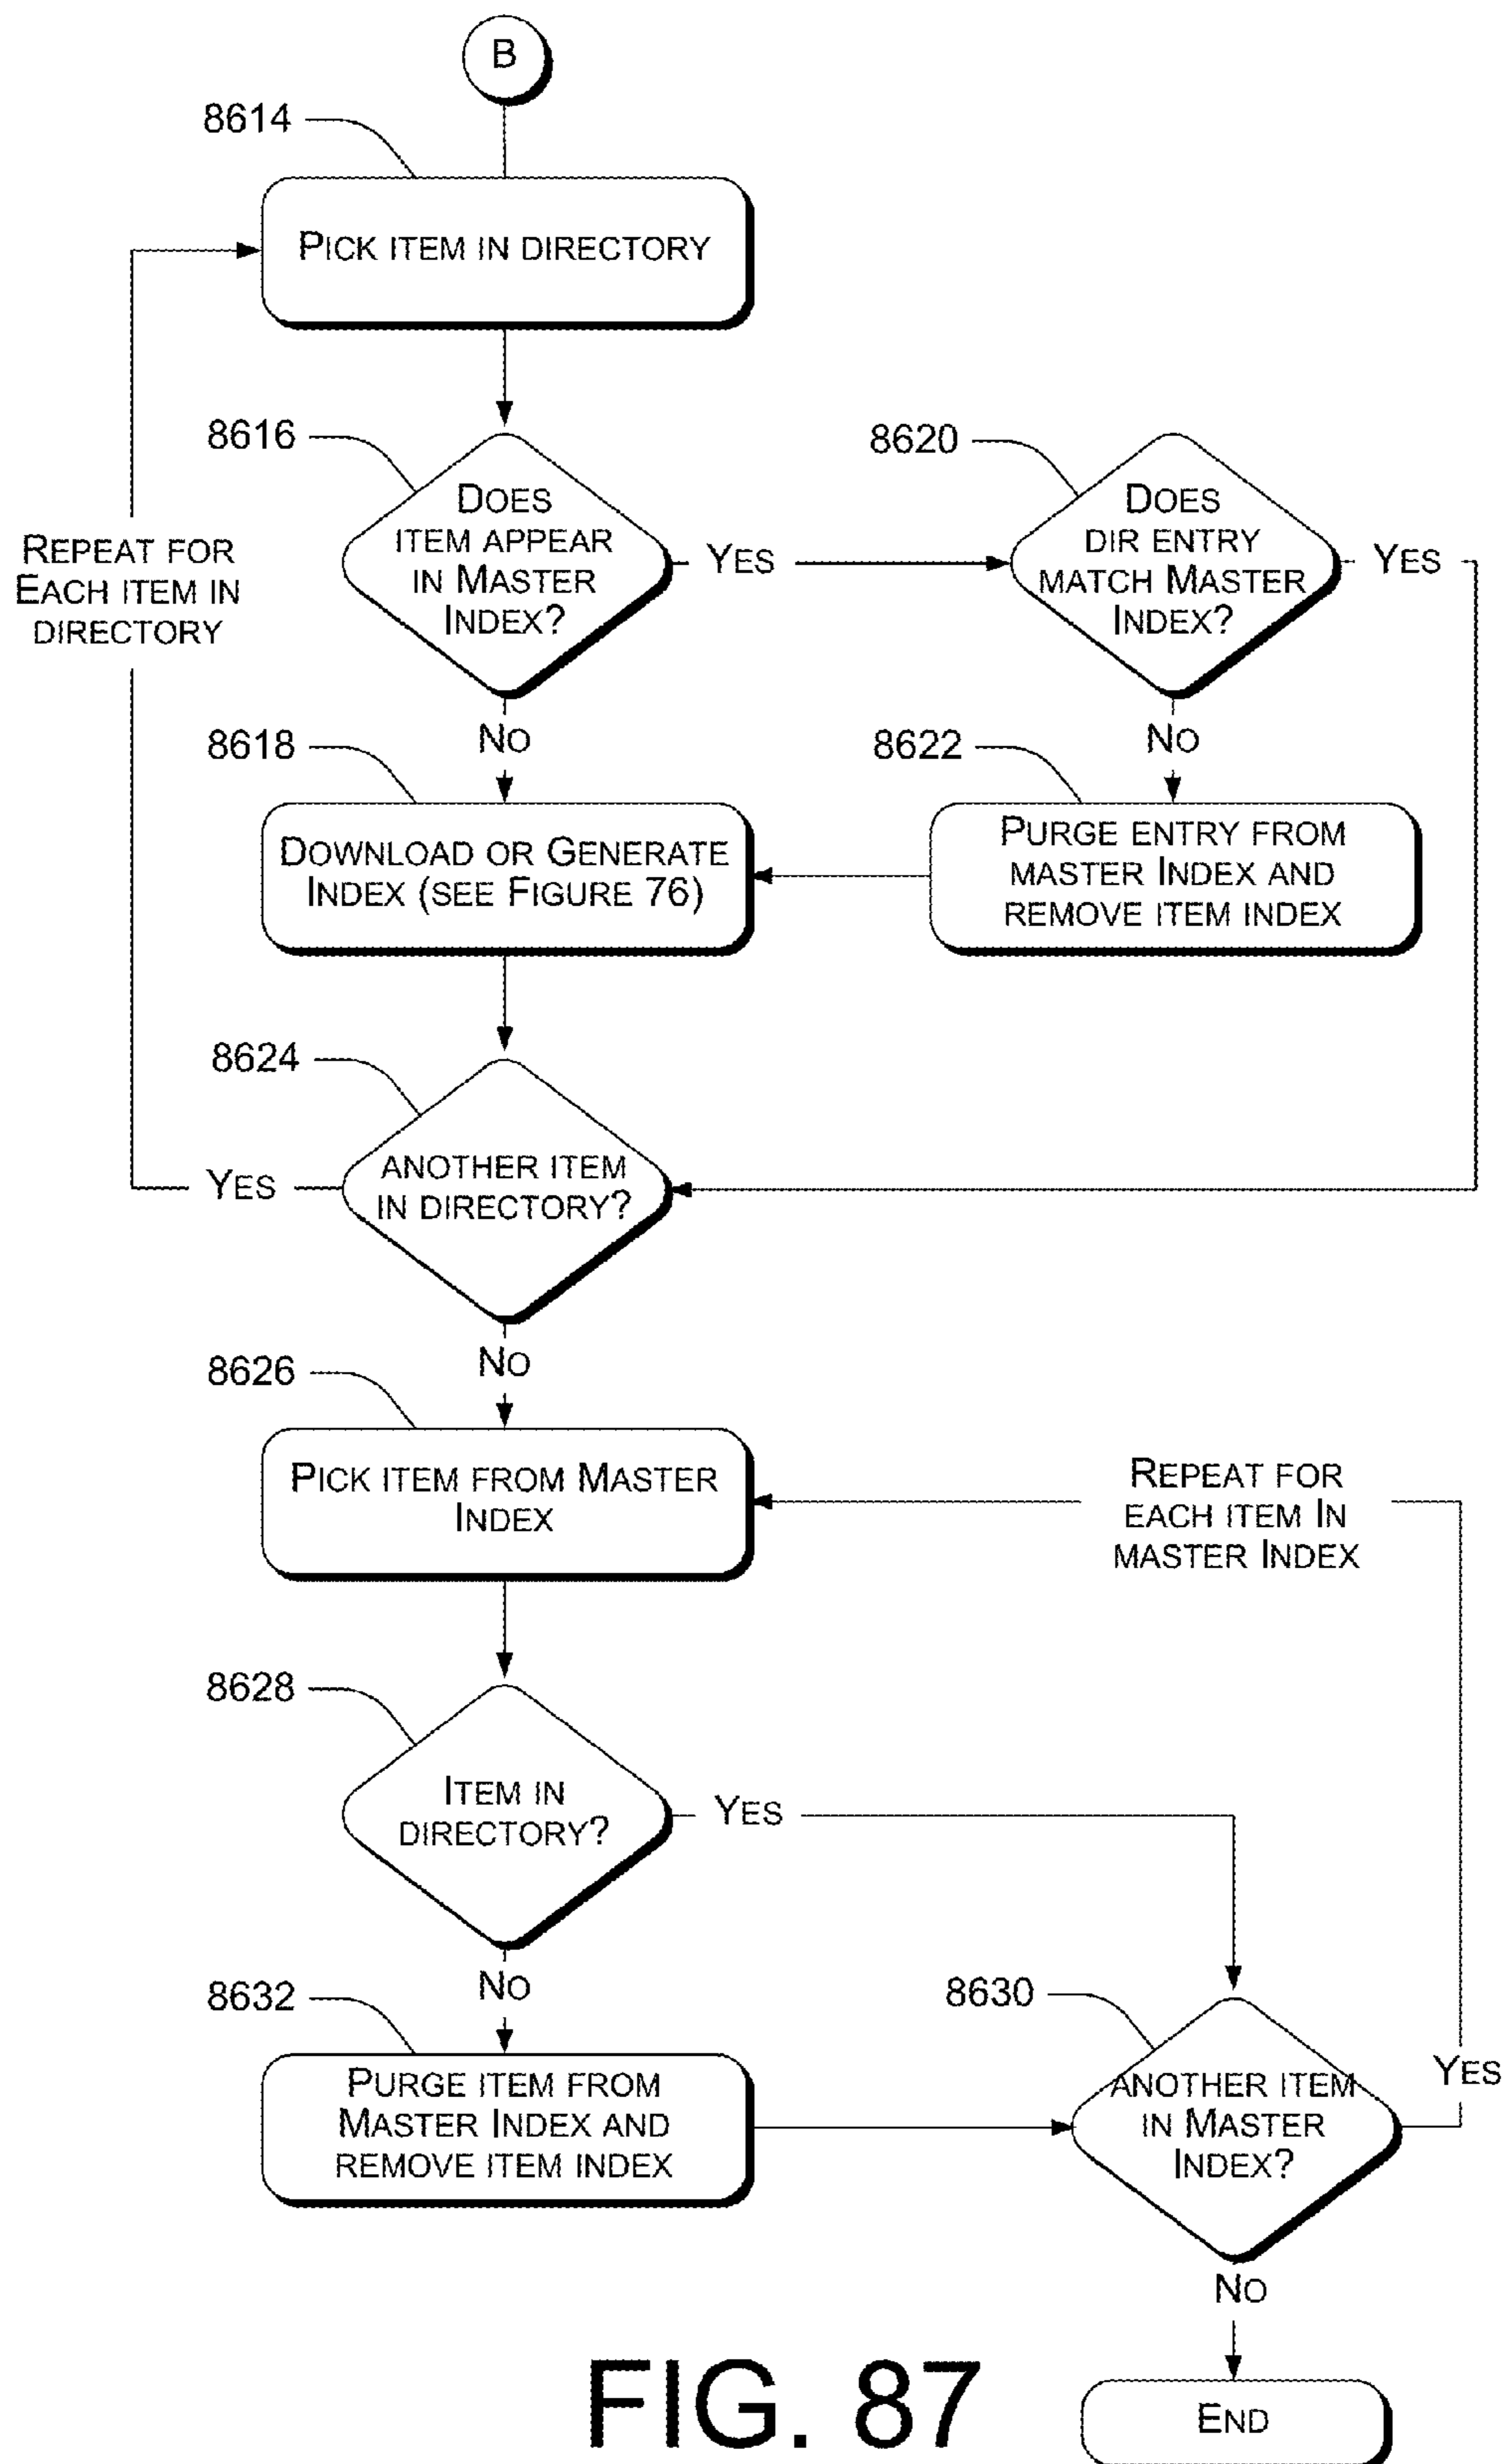 B
8614
PICK ITEM IN DIRECTORY
8616
DOES
ITEM APPEAR
IN MASTER
INDEX?
YES
8620
DOES
DIR ENTRY
MATCH MASTER
INDEX?
YES
REPEAT FOR
EACH ITEM IN
DIRECTORY
8618
NO
8622
NO
DOWNLOAD OR GENERATE
INDEX (SEE FIGURE 76)
PURGE ENTRY FROM
MASTER INDEX AND
REMOVE ITEM INDEX
8624
ANOTHER ITEM
IN DIRECTORY?
YES
NO
8626
PICK ITEM FROM MASTER
INDEX
REPEAT FOR
EACH ITEM IN
MASTER INDEX
8628
ITEM IN
DIRECTORY?
YES
NO
8632
8630
PURGE ITEM FROM
MASTER INDEX AND
REMOVE ITEM INDEX
ANOTHER ITEM
IN MASTER
INDEX?
YES
NO
END
FIG. 87